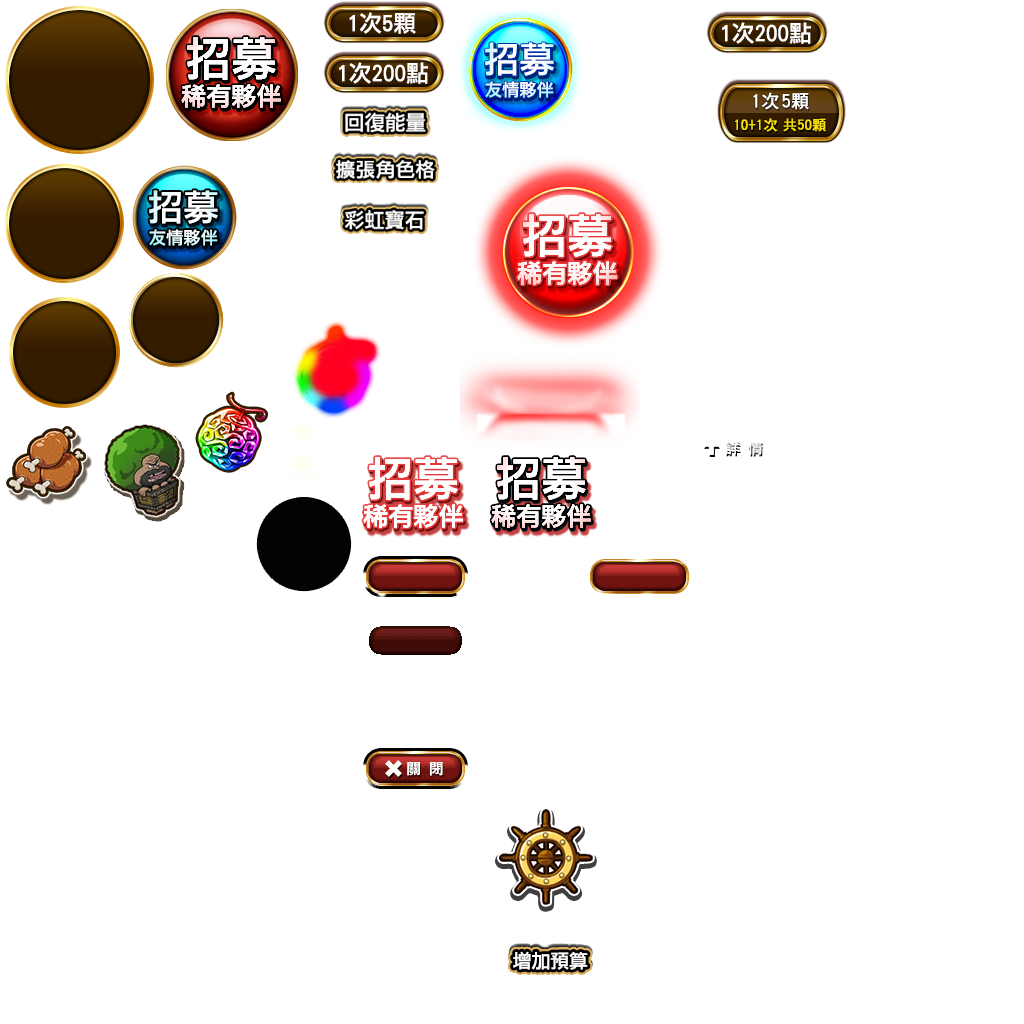 招募
稀有夥伴
1次5顆
1次200點
回復能量
擴張角色格
彩虹寶石
招募
友情夥伴
1次200點
1次5顆
10+1次 共50顆
招募
友情夥伴
招募
稀有夥伴
詳 情
招募
稀有夥伴
招募
稀有夥伴
關 閉
增加預算